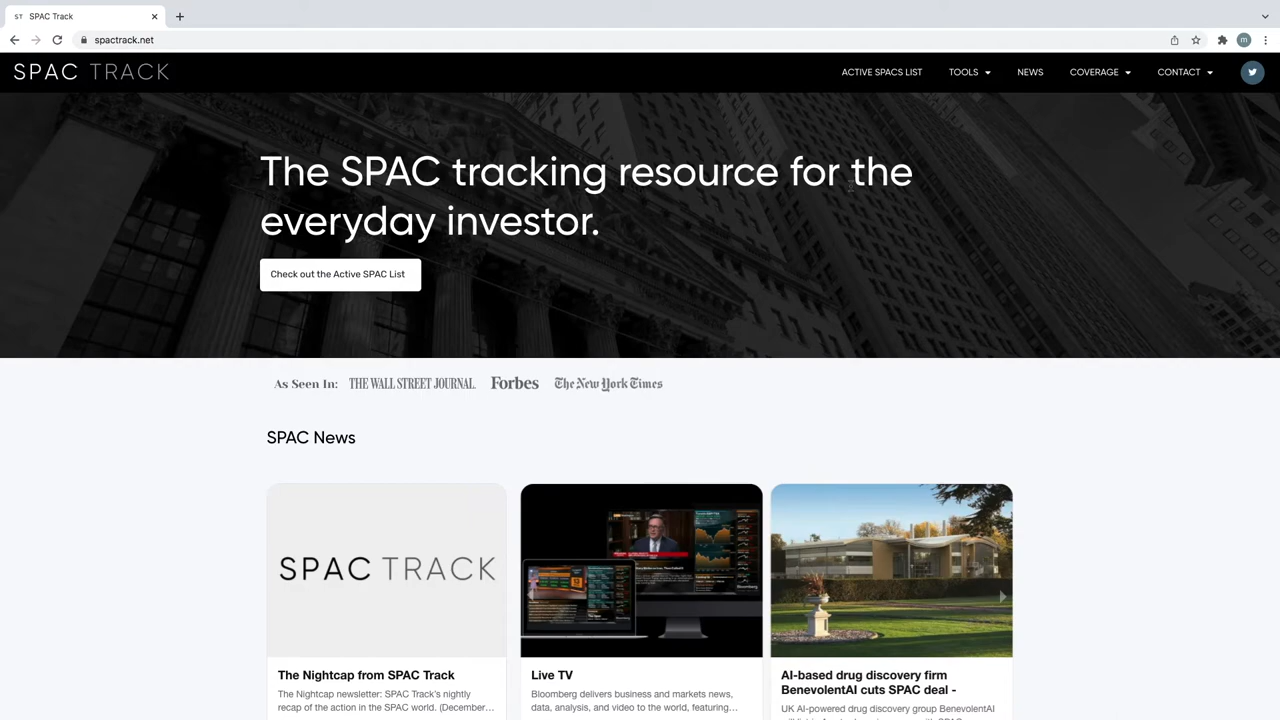 ST SPAC Track
spactrack.net
m
SPAC TRACK
ACTIVE SPACS LIST
TOOLS
NEWS
COVERAGE
CONTACT
The SPAC tracking resource for the
everyday investor.
Check out the Active SPAC List
As Seen In:
THE WALL STREET JOURNAL.
Forbes
The New York Times
SPAC News
SPAC TRACK
The Nightcap from SPAC Track
The Nightcap newsletter: SPAC Track's nightly
recap of the action in the SPAC world. (December...
Live TV
Bloomberg delivers business and markets news,
data, analysis, and video to the world, featuring...
AI-based drug discovery firm
BenevolentAI cuts SPAC deal -
UK AI-powered drug discovery group BenevolentAI